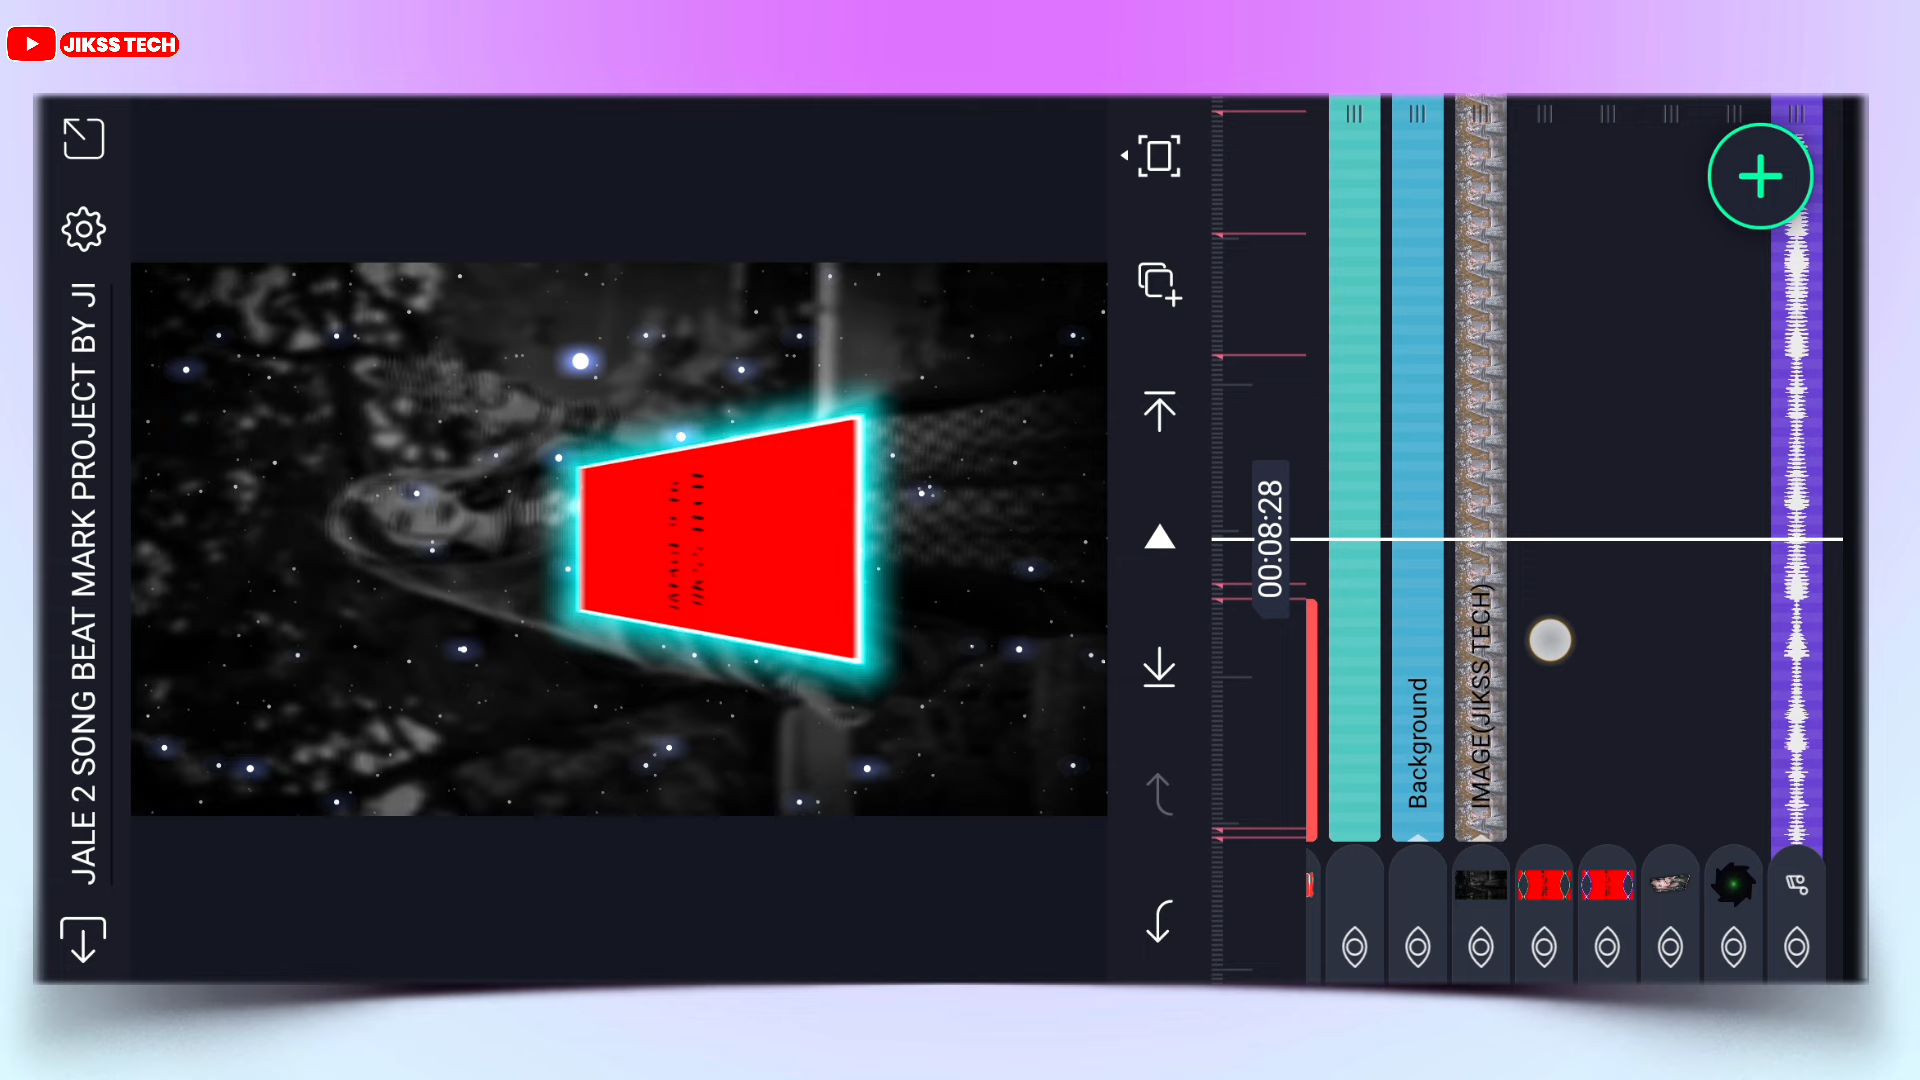 JIKSS TECH
JALE 2 SONG BEAT MARK PROJECT BY JI
00:08:28
Background
IMAGE(JIKSS TECH)